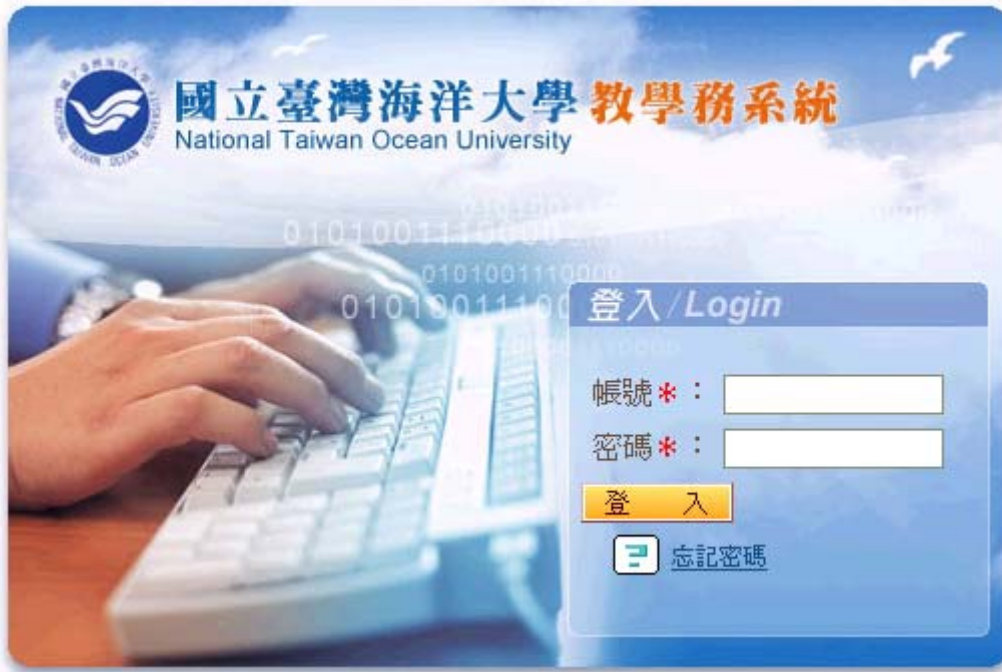 國立臺灣海洋大學 教學務系統
National Taiwan Ocean University
0101001110000
0101001110000
01010011100
登入/Login
帳號*：
密碼*：
登 入
忘記密碼